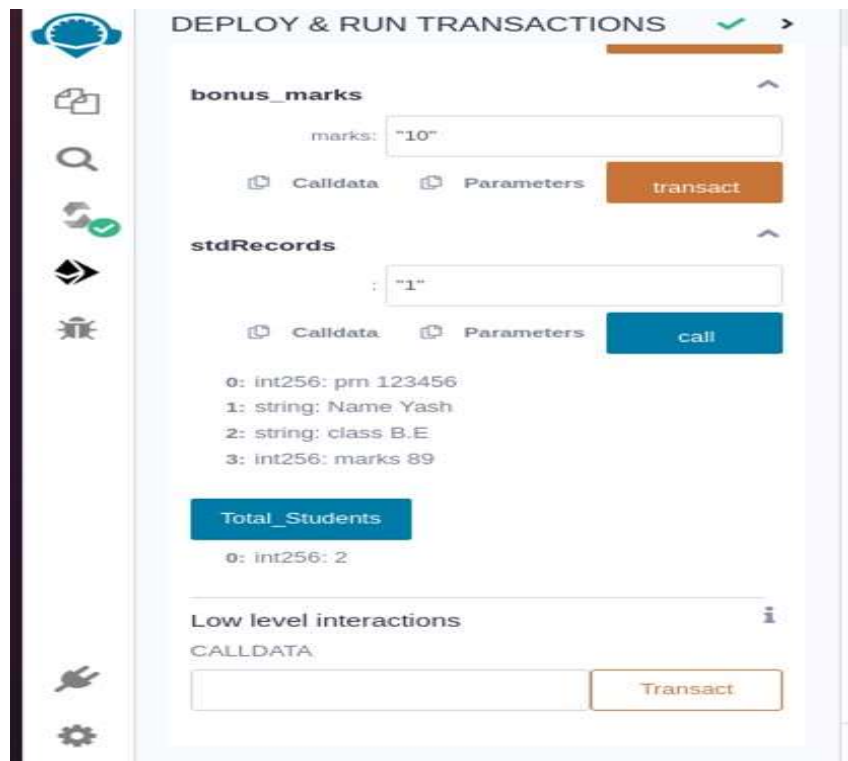 DEPLOY & RUN TRANSACTIONS
bonus_marks
marks: "10"
Calldata Parameters transact
stdRecords
: "1"
Calldata Parameters call
0: int256: prn 123456
1: string: Name Yash
2: string: class B.E
3: int256: marks 89
Total_Students
0: int256: 2
Low level interactions i
CALLDATA
Transact